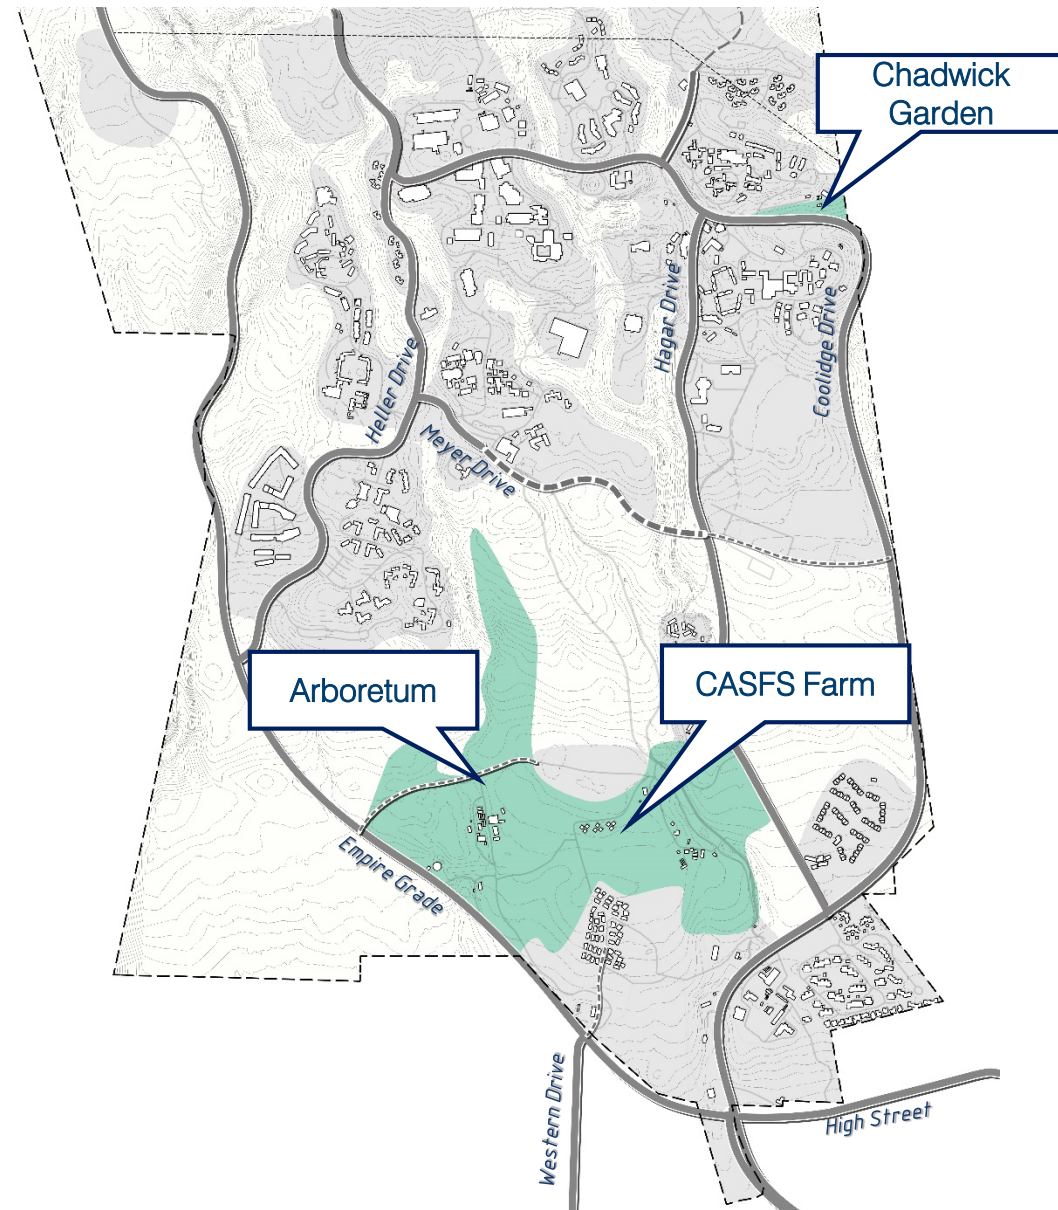 Chadwick
Garden
Hagar Drive
Coolidge Drive
Heller Drive
Meyer Drive
Arboretum
CASFS Farm
Empire Grade
Western Drive
High Street